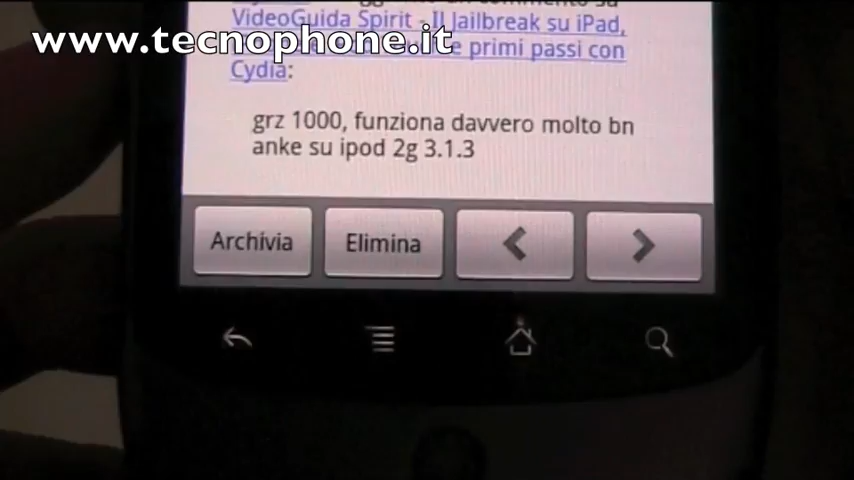 www.tecnophone.it
VideoGuida Spirit - Il Jailbreak su iPad,
e primi passi con
Cydia:
grz 1000, funziona davvero molto bn
anke su ipod 2g 3.1.3
Archivia
Elimina